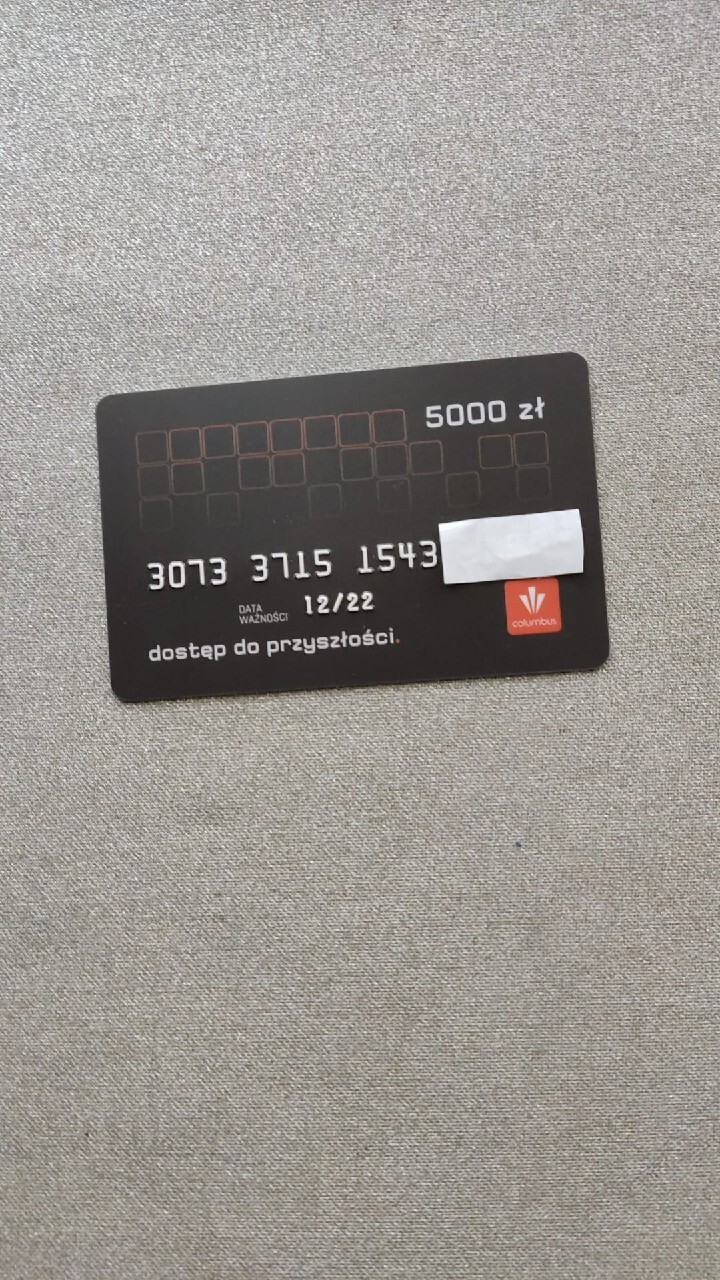 5000 zł
3073 3715 1543
DATA
WAŻNOŚCI 12/22
dostęp do przyszłości.
columbus